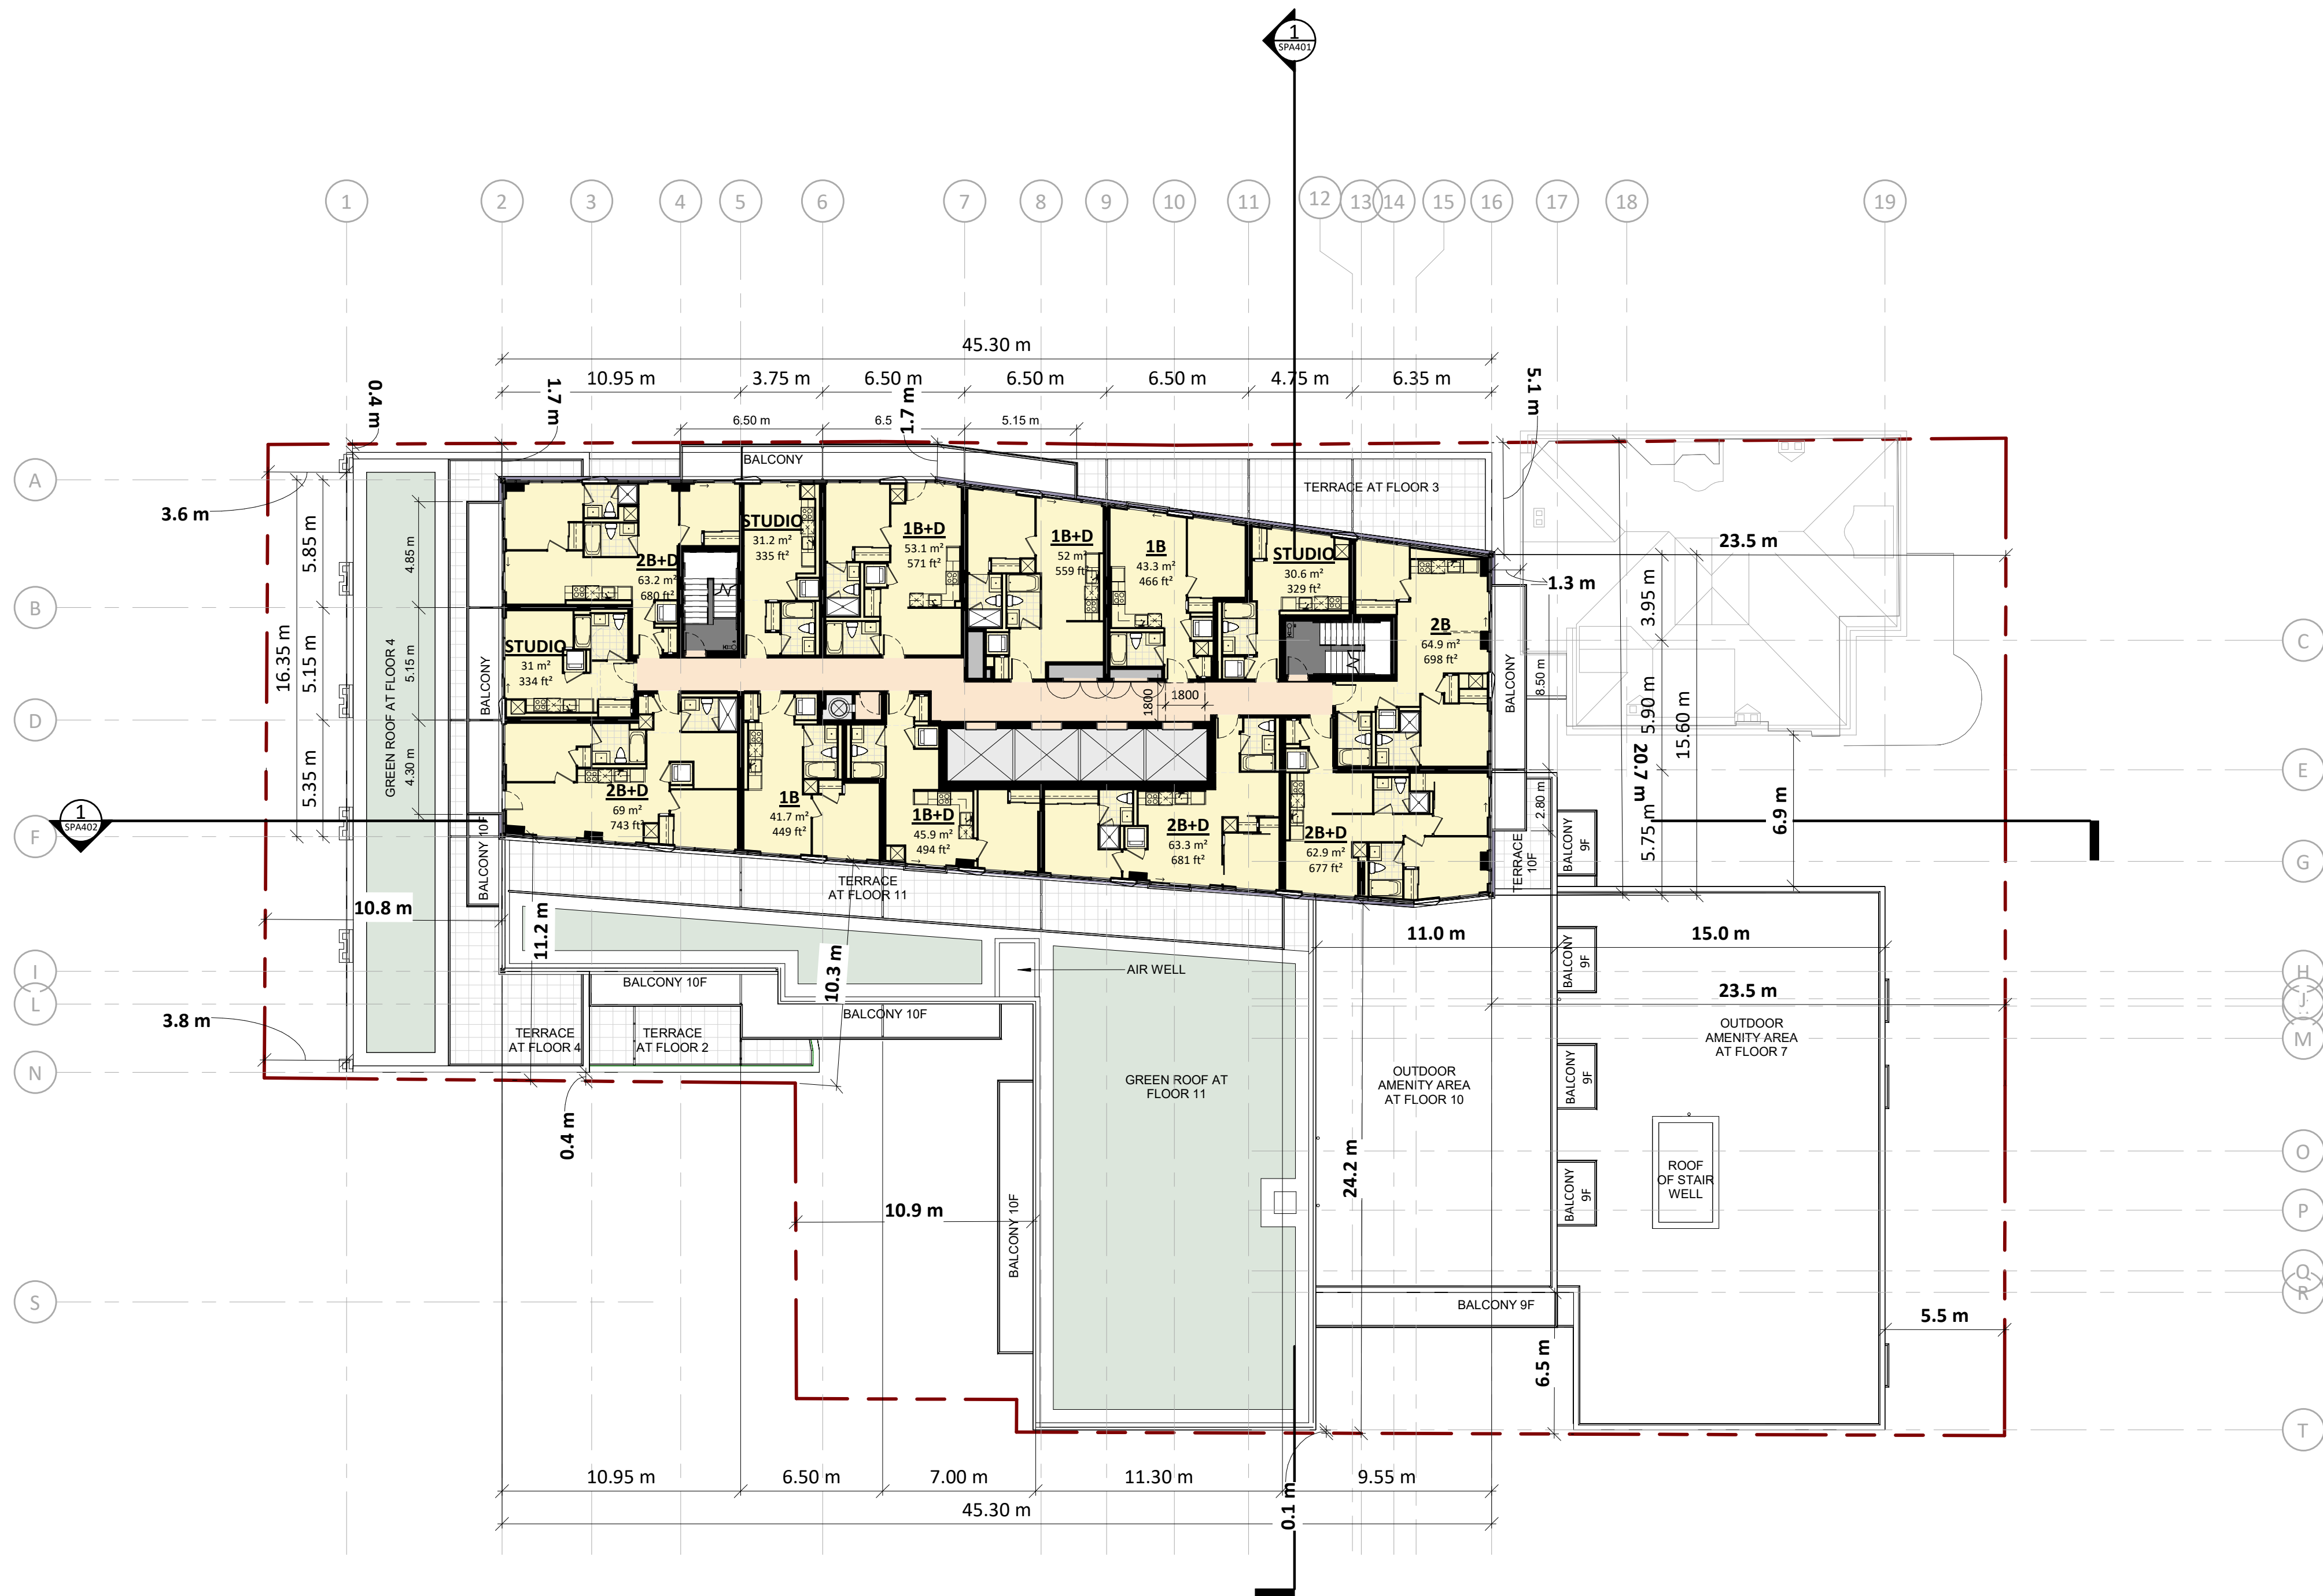 1
SPA401
1
2
3
4
5
6
7
8
9
10
11
12
13
14
15
16
17
18
19
45.30 m
10.95 m
3.75 m
6.50 m
6.50 m
6.50 m
4.75 m
6.35 m
0.4 m
1.7 m
1.7 m
5.1 m
6.50 m
6.5
5.15 m
BALCONY
TERRACE AT FLOOR 3
A
B
D
F
I
L
N
S
C
E
G
H
J
M
O
P
Q
R
T
3.6 m
16.35 m
5.85 m
5.15 m
5.35 m
4.85 m
5.15 m
4.30 m
GREEN ROOF AT FLOOR 4
BALCONY
BALCONY 10F
2B+D
63.2 m²
680 ft²
STUDIO
31.2 m²
335 ft²
1B+D
53.1 m²
571 ft²
1B+D
52 m²
559 ft²
1B
43.3 m²
466 ft²
STUDIO
30.6 m²
329 ft²
2B
64.9 m²
698 ft²
STUDIO
31 m²
334 ft²
1800
1800
2B+D
69 m²
743 ft²
1B
41.7 m²
449 ft²
1B+D
45.9 m²
494 ft²
2B+D
63.3 m²
681 ft²
2B+D
62.9 m²
677 ft²
BALCONY
8.50 m
2.80 m
TERRACE
10F
23.5 m
1.3 m
3.95 m
5.90 m
5.75 m
15.60 m
20.7 m
6.9 m
1
SPA402
10.8 m
11.2 m
10.3 m
TERRACE
AT FLOOR 11
AIR WELL
BALCONY 10F
BALCONY 10F
TERRACE
AT FLOOR 4
TERRACE
AT FLOOR 2
3.8 m
0.4 m
10.9 m
BALCONY 10F
GREEN ROOF AT
FLOOR 11
11.0 m
15.0 m
23.5 m
BALCONY
9F
BALCONY
9F
BALCONY
9F
BALCONY
9F
OUTDOOR
AMENITY AREA
AT FLOOR 7
OUTDOOR
AMENITY AREA
AT FLOOR 10
24.2 m
ROOF
OF STAIR
WELL
BALCONY 9F
5.5 m
6.5 m
10.95 m
6.50 m
7.00 m
11.30 m
9.55 m
45.30 m
0.1 m